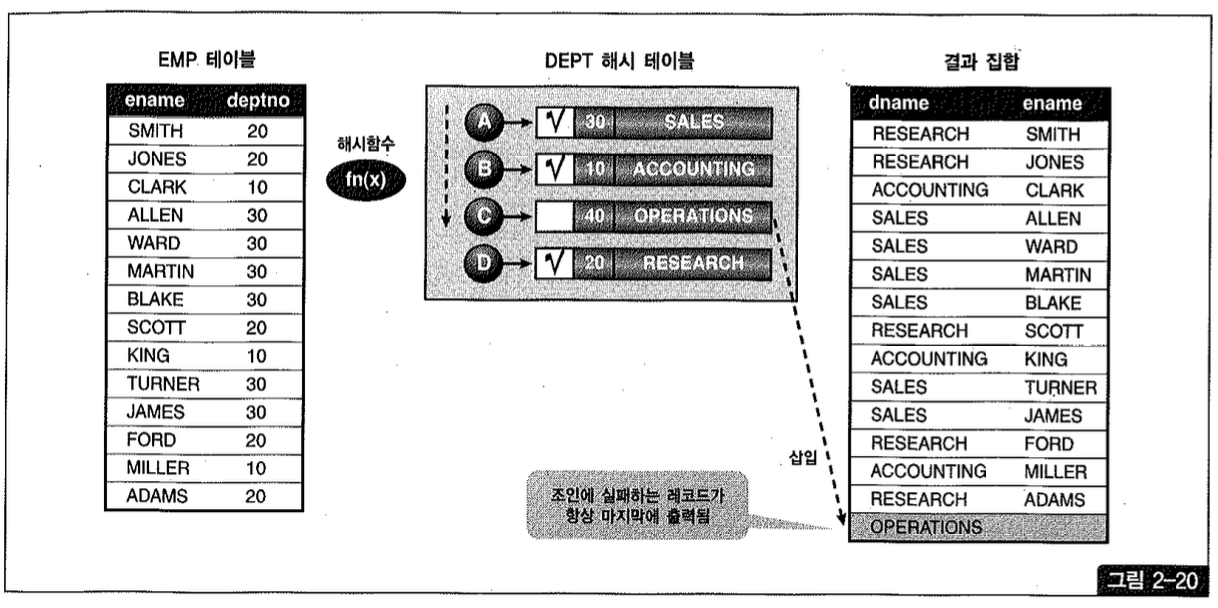 EMP 테이블
ename deptno
SMITH 20
JONES 20
CLARK 10
ALLEN 30
WARD 30
MARTIN 30
BLAKE 30
SCOTT 20
KING 10
TURNER 30
JAMES 30
FORD 20
MILLER 10
ADAMS 20
해시함수
fn(x)
DEPT 해시 테이블
A √ 30 SALES
B √ 10 ACCOUNTING
C 40 OPERATIONS
D √ 20 RESEARCH
삽입
조인에 실패하는 레코드가
항상 마지막에 출력됨
결과 집합
dname ename
RESEARCH SMITH
RESEARCH JONES
ACCOUNTING CLARK
SALES ALLEN
SALES WARD
SALES MARTIN
SALES BLAKE
RESEARCH SCOTT
ACCOUNTING KING
SALES TURNER
SALES JAMES
RESEARCH FORD
ACCOUNTING MILLER
RESEARCH ADAMS
OPERATIONS
그림 2-20